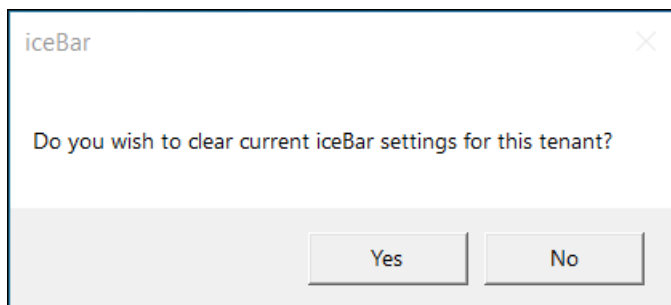 iceBar
Do you wish to clear current iceBar settings for this tenant?
Yes No